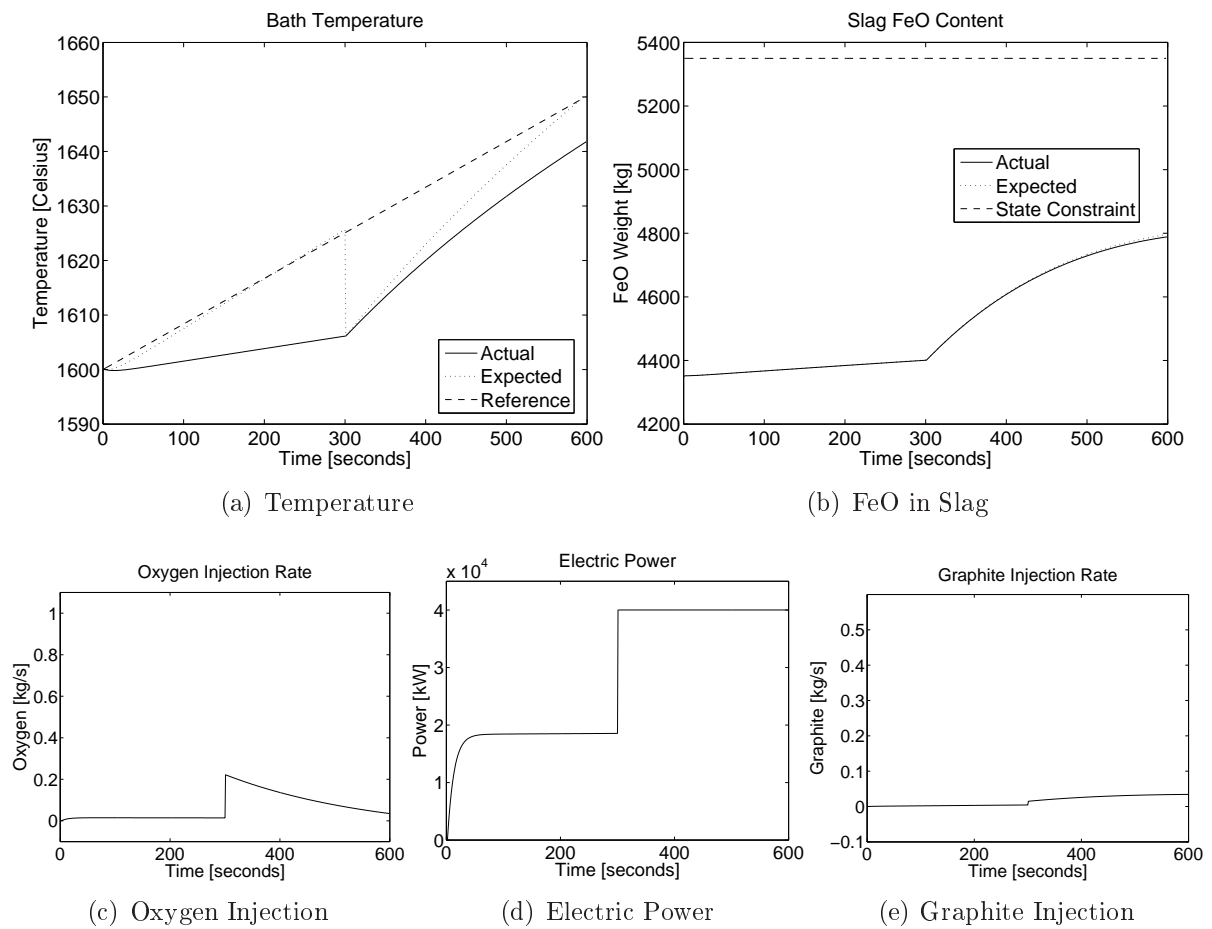 Bath Temperature
1660
1650
1640
1630
1620
1610
1600
1590
0
100
200
300
400
500
600
Temperature [Celsius]
Time [seconds]
Actual
Expected
Reference
(a) Temperature
Slag FeO Content
5400
5200
5000
4800
4600
4400
4200
0
100
200
300
400
500
600
FeO Weight [kg]
Time [seconds]
Actual
Expected
State Constraint
(b) FeO in Slag
Oxygen Injection Rate
1
0.8
0.6
0.4
0.2
0
0
200
400
600
Oxygen [kg/s]
Time [seconds]
(c) Oxygen Injection
Electric Power
x 10^4
4
3
2
1
0
0
200
400
600
Power [kW]
Time [seconds]
(d) Electric Power
Graphite Injection Rate
0.5
0.4
0.3
0.2
0.1
0
−0.1
0
200
400
600
Graphite [kg/s]
Time [seconds]
(e) Graphite Injection